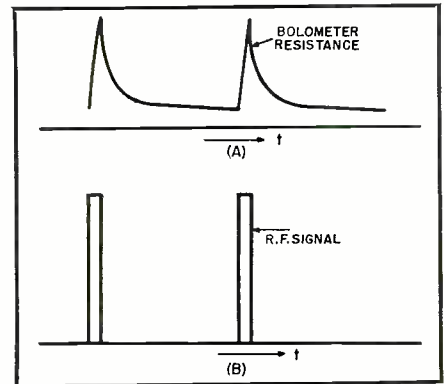 BOLOMETER
RESISTANCE
t
(A)
R.F. SIGNAL
t
(B)